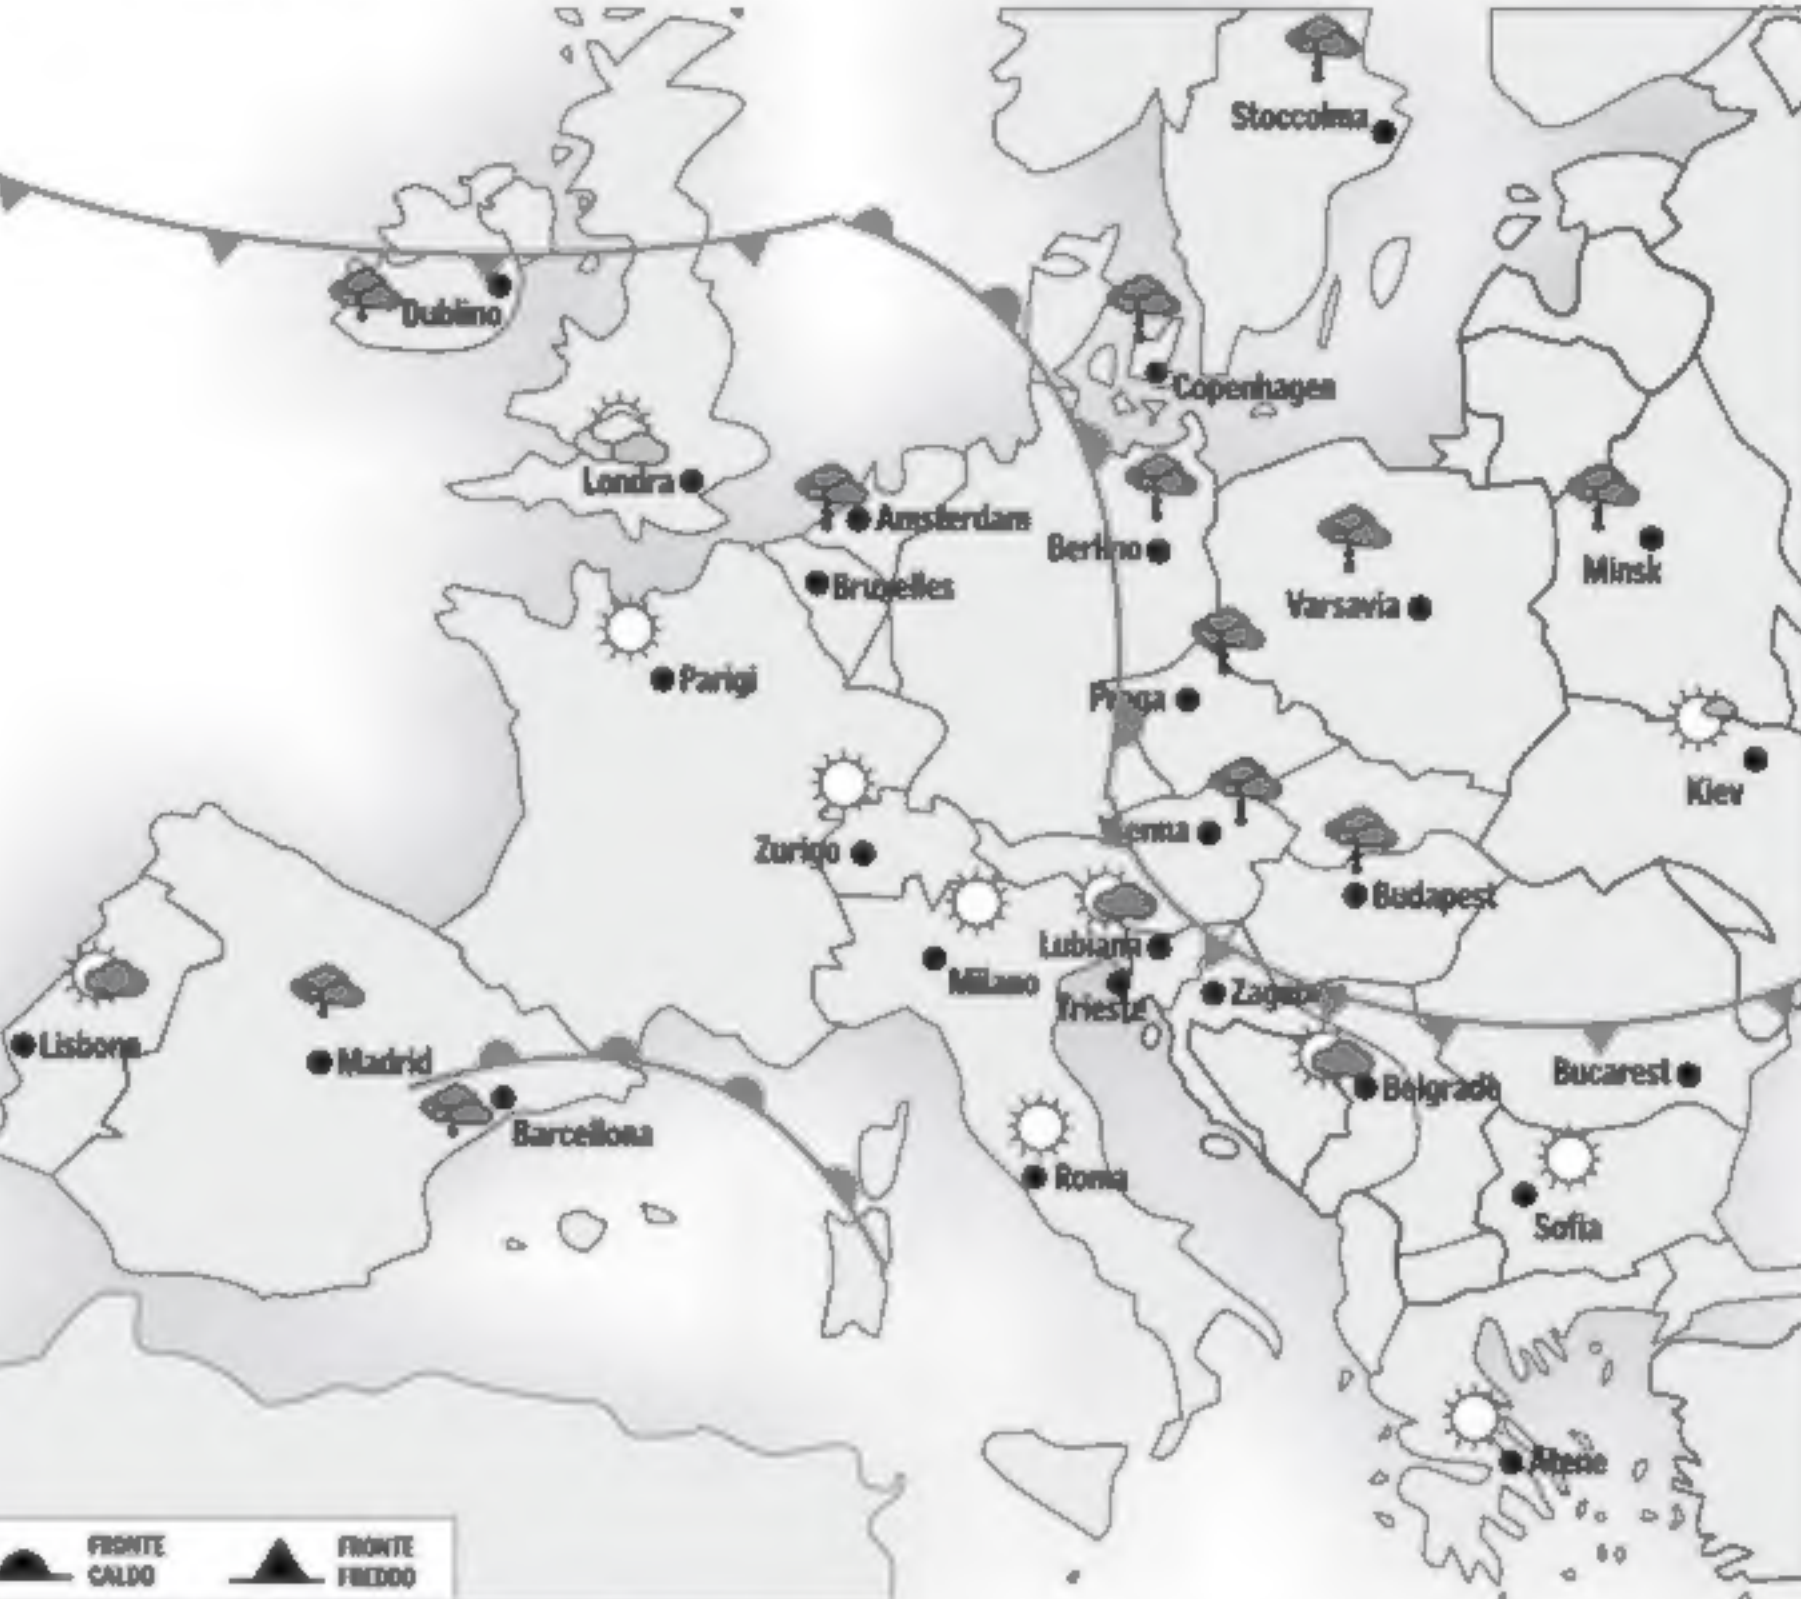 Stoccolma
Dublino
Copenhagen
Londra
Amsterdam
Berlino
Minsk
Bruxelles
Varsavia
Parigi
Praga
Kiev
Vienna
Zurigo
Budapest
Lubiana
Milano
Zagabria
Trieste
Lisbona
Madrid
Bucarest
Belgrado
Barcellona
Roma
Sofia
Atene
FRONTE
CALDO
FRONTE
FREDDO